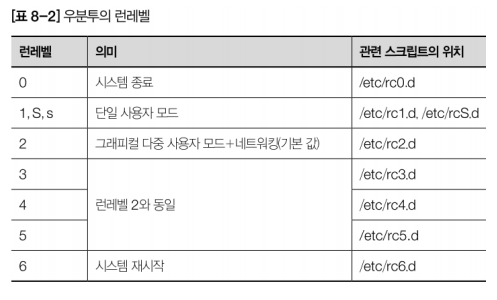 [표 8-2] 우분투의 런레벨
런레벨 의미 관련 스크립트의 위치
0 시스템 종료 /etc/rc0.d
1, S, s 단일 사용자 모드 /etc/rc1.d, /etc/rcS.d
2 그래피컬 다중 사용자 모드+네트워킹(기본 값) /etc/rc2.d
3 /etc/rc3.d
4 런레벨 2와 동일 /etc/rc4.d
5 /etc/rc5.d
6 시스템 재시작 /etc/rc6.d